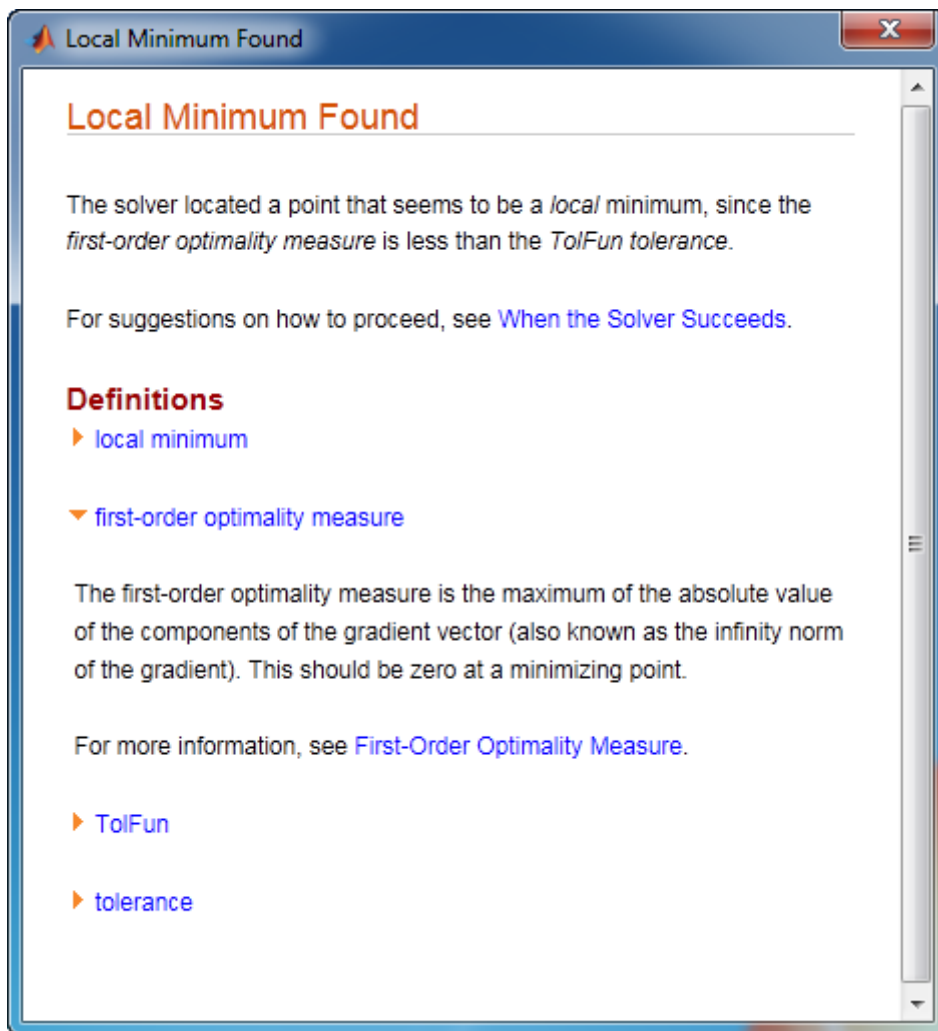 Local Minimum Found
Local Minimum Found
The solver located a point that seems to be a local minimum, since the
first-order optimality measure is less than the TolFun tolerance.
For suggestions on how to proceed, see When the Solver Succeeds.
Definitions
local minimum
first-order optimality measure
The first-order optimality measure is the maximum of the absolute value
of the components of the gradient vector (also known as the infinity norm
of the gradient). This should be zero at a minimizing point.
For more information, see First-Order Optimality Measure.
TolFun
tolerance